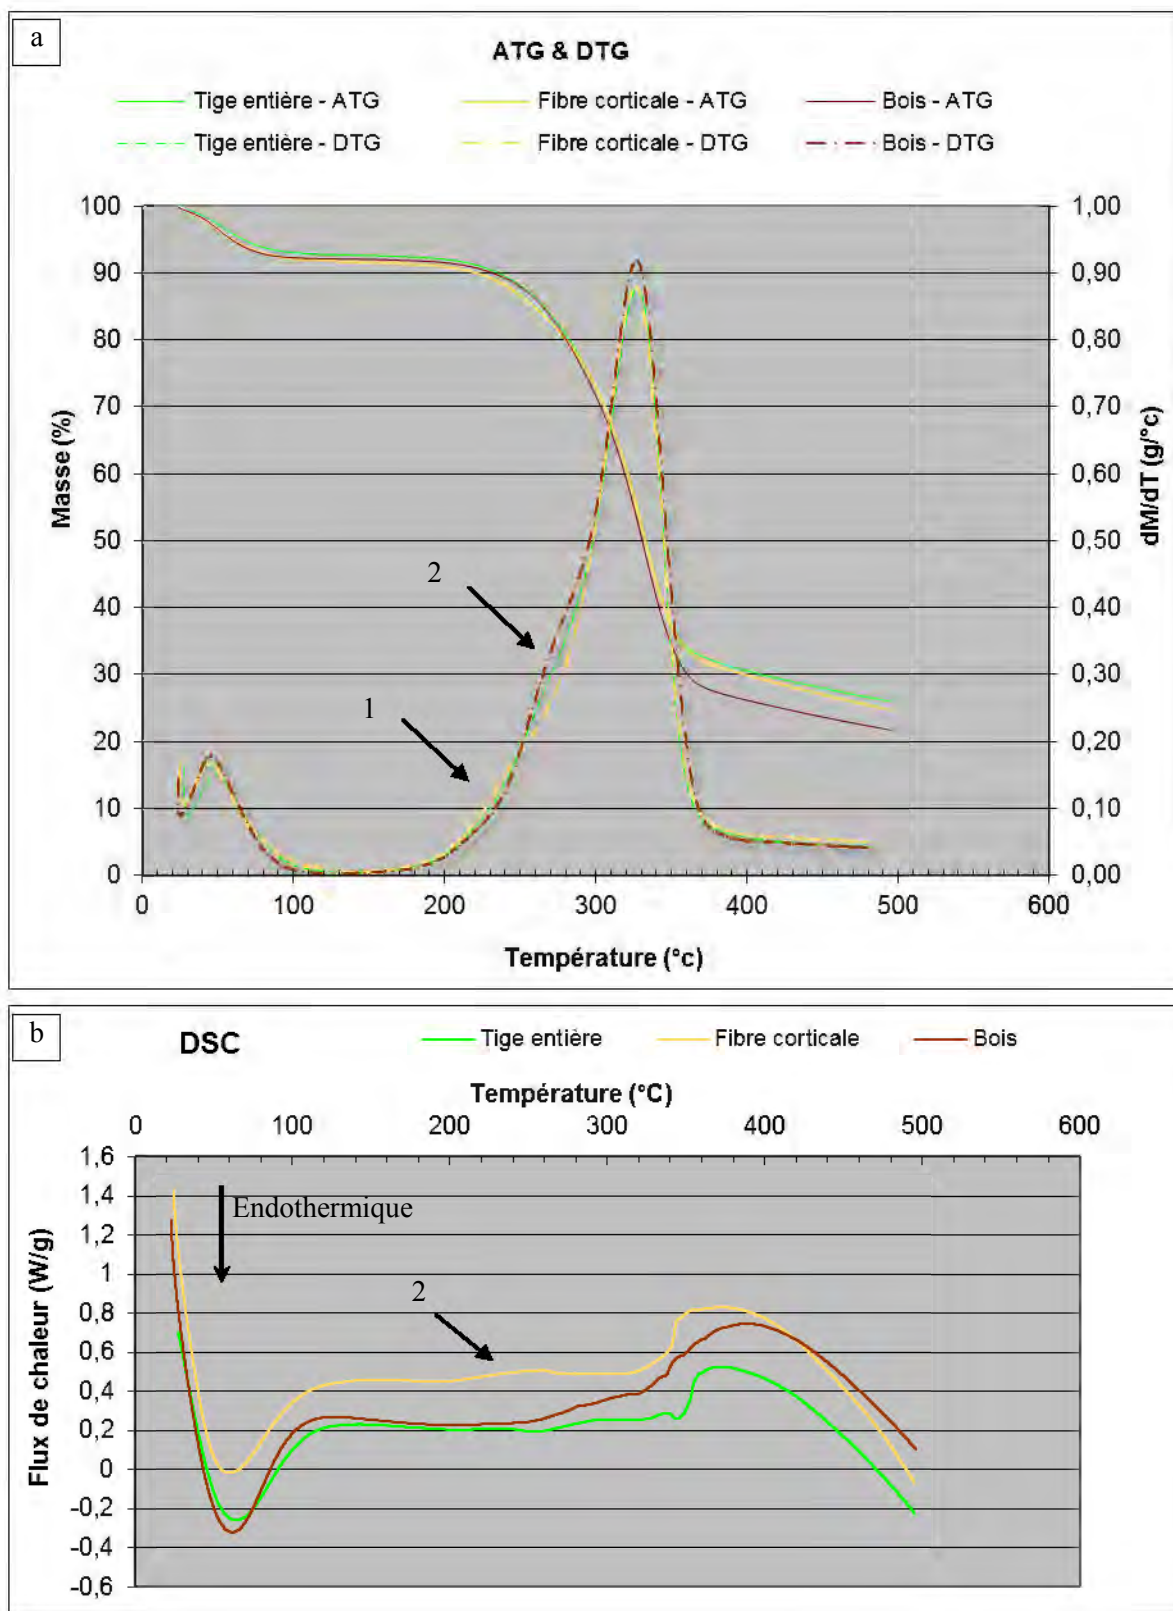 a
ATG & DTG
Tige entière - ATG Fibre corticale - ATG Bois - ATG
Tige entière - DTG Fibre corticale - DTG Bois - DTG
100 1,00
90 0,90
80 0,80
70 0,70
60 0,60
50 0,50
40 0,40
30 0,30
20 0,20
10 0,10
0 0,00
Masse (%)
dM/dT (g/°c)
2
1
0 100 200 300 400 500 600
Température (°c)
b
DSC Tige entière Fibre corticale Bois
Température (°C)
0 100 200 300 400 500 600
1,6
1,4
1,2
1
0,8
0,6
0,4
0,2
0
-0,2
-0,4
-0,6
Flux de chaleur (W/g)
Endothermique
2